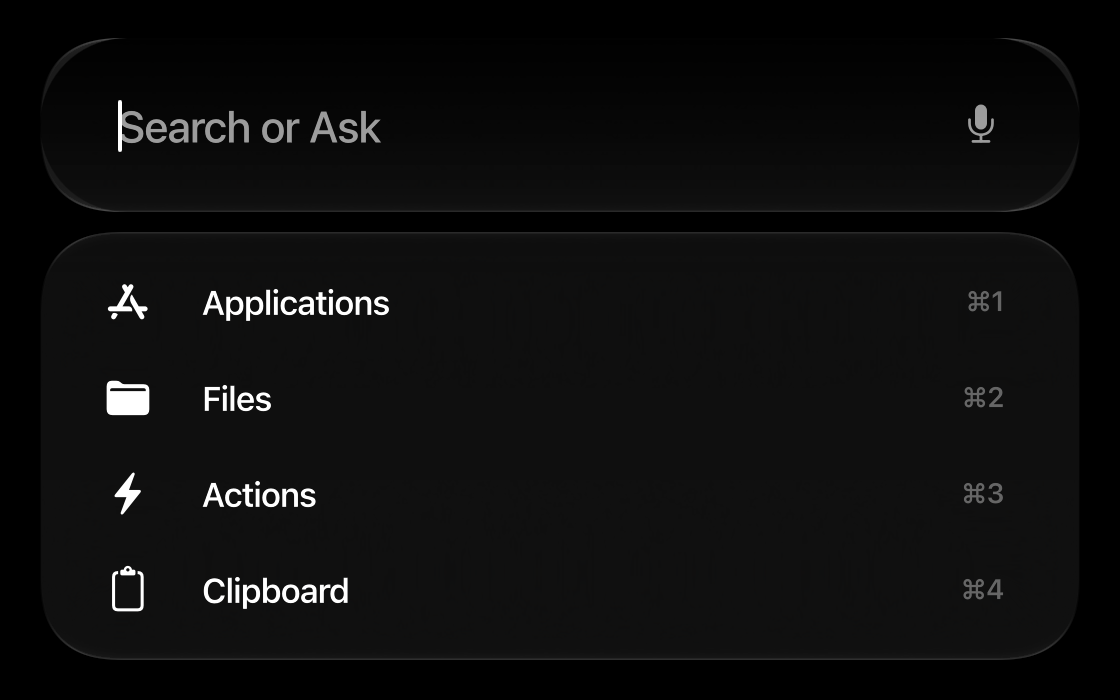 Search or Ask
Applications ⌘1
Files ⌘2
Actions ⌘3
Clipboard ⌘4